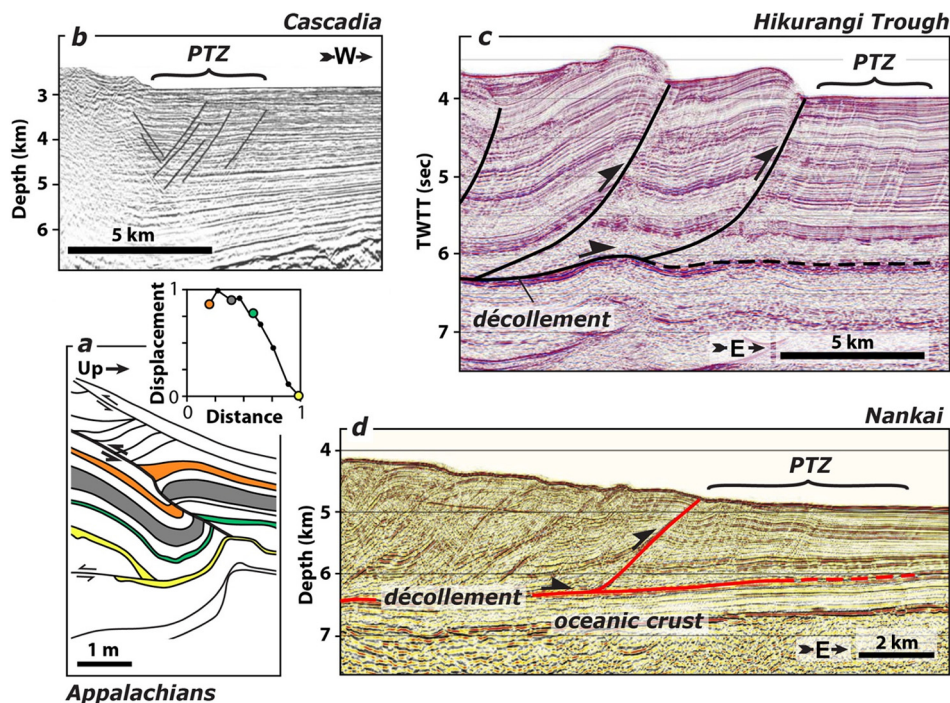 b
Cascadia
PTZ
W
Depth (km)
3
4
5
6
5 km
Hikurangi Trough
c
PTZ
TWTT (sec)
4
5
6
7
décollement
E
5 km
a
Up
Displacement
1
0
0
Distance
1
1 m
Appalachians
Nankai
d
PTZ
Depth (km)
4
5
6
7
décollement
oceanic crust
E
2 km